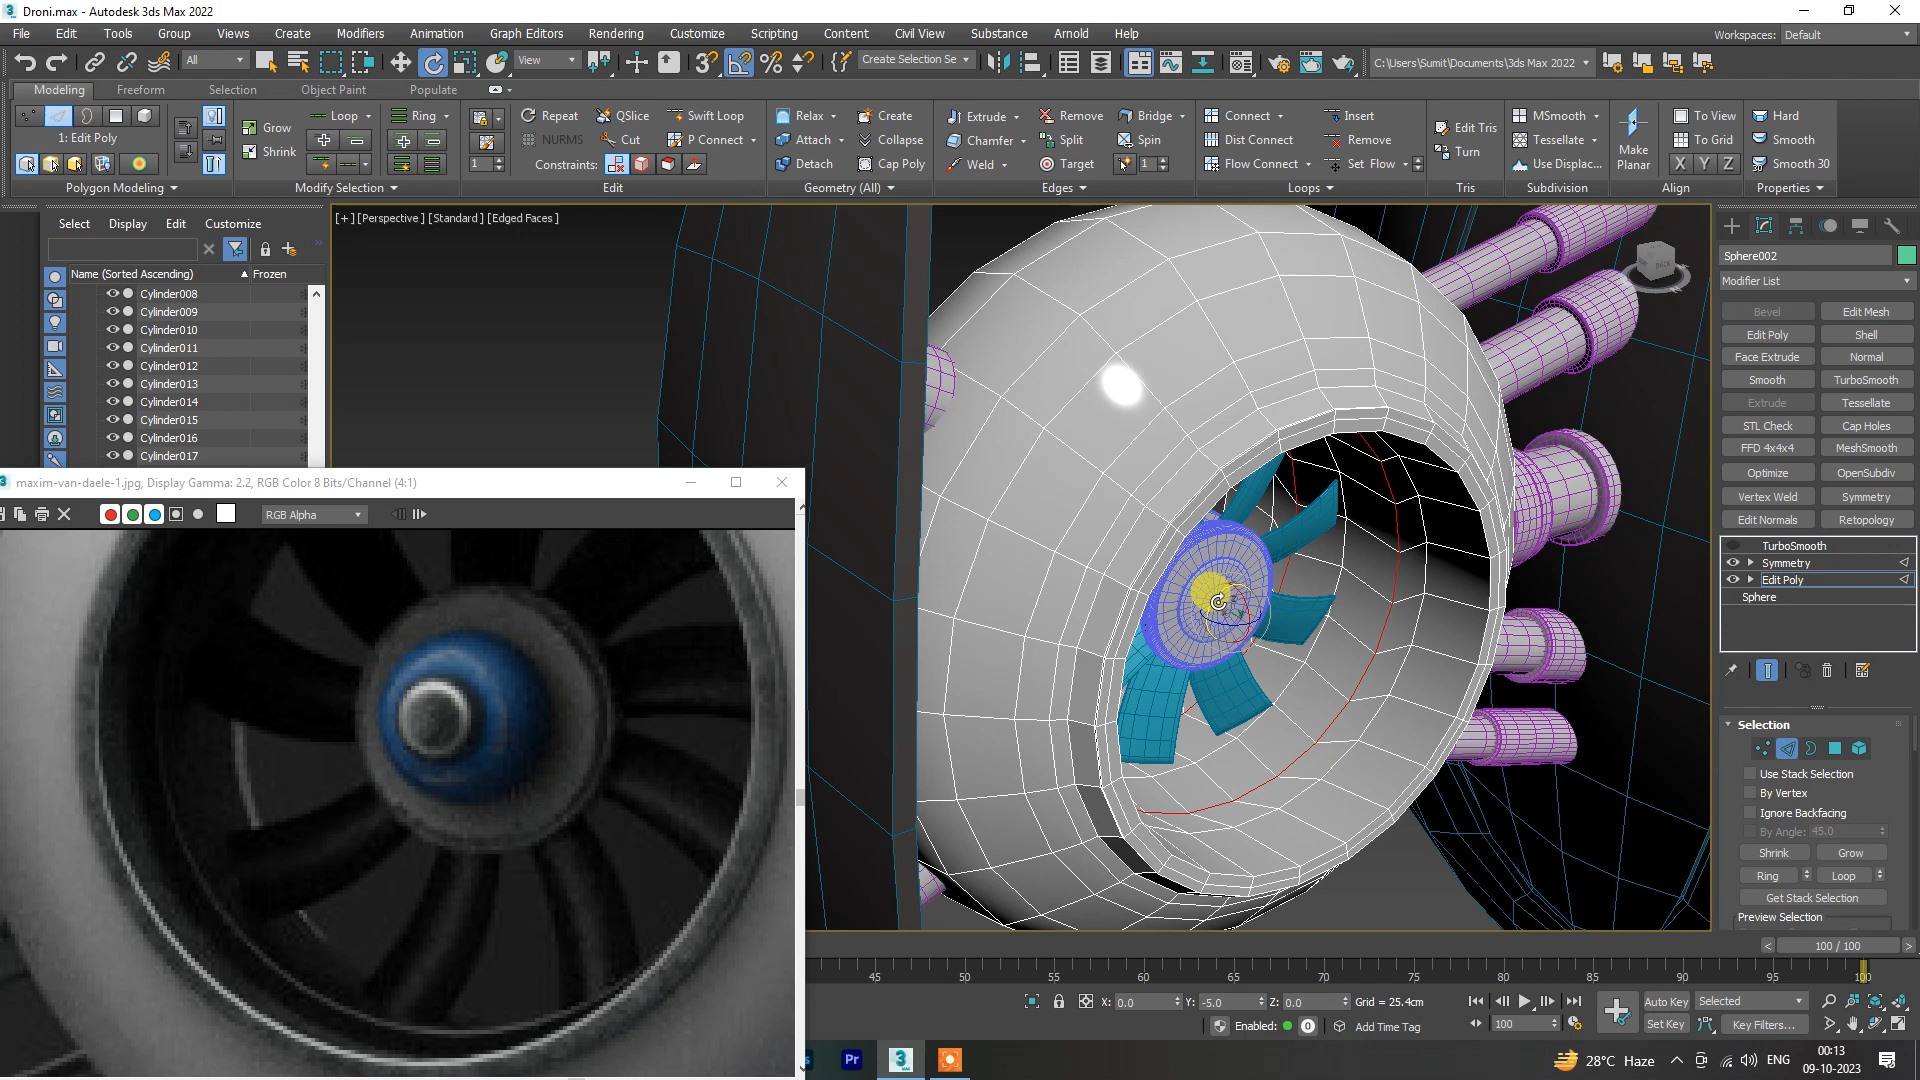 Droni.max - Autodesk 3ds Max 2022
File Edit Tools Group Views Create Modifiers Animation Graph Editors Rendering Customize Scripting Content Civil View Substance Arnold Help
Workspaces: Default
All View Create Selection Se C:\Users\Sumit\Documents\3ds Max 2022
Modeling Freeform Selection Object Paint Populate
Loop Ring Repeat QSlice Swift Loop Relax Create Extrude Remove Bridge Connect Insert MSmooth To View Hard
1: Edit Poly Grow NURMS Cut P Connect Attach Collapse Chamfer Split Spin Dist Connect Remove Edit Tris Tessellate To Grid Smooth
Shrink 1 Constraints: Detach Cap Poly Weld Target 1 Flow Connect Set Flow Turn Use Displac... Make Planar X Y Z Smooth 30
Polygon Modeling Modify Selection Edit Geometry (All) Edges Loops Tris Subdivision Align Properties
Select Display Edit Customize
[+] [Perspective] [Standard] [Edged Faces]
Name (Sorted Ascending) Frozen
Cylinder008
Cylinder009
Cylinder010
Cylinder011
Cylinder012
Cylinder013
Cylinder014
Cylinder015
Cylinder016
Cylinder017
maxim-van-daele-1.jpg, Display Gamma: 2.2, RGB Color 8 Bits/Channel (4:1)
RGB Alpha
Sphere002
Modifier List
Bevel Edit Mesh
Edit Poly Shell
Face Extrude Normal
Smooth TurboSmooth
Extrude Tessellate
STL Check Cap Holes
FFD 4x4x4 MeshSmooth
Optimize OpenSubdiv
Vertex Weld Symmetry
Edit Normals Retopology
TurboSmooth
Symmetry
Edit Poly
Sphere
Selection
Use Stack Selection
By Vertex
Ignore Backfacing
By Angle: 45.0
Shrink Grow
Ring Loop
Get Stack Selection
Preview Selection
100 / 100
45 50 55 60 65 70 75 80 85 90 95 100
X: 0.0 Y: -5.0 Z: 0.0 Grid = 25.4cm Auto Key Selected
Enabled: 0 Add Time Tag 100 Set Key Key Filters...
Pr 3 28°C Haze ENG
00:13
09-10-2023